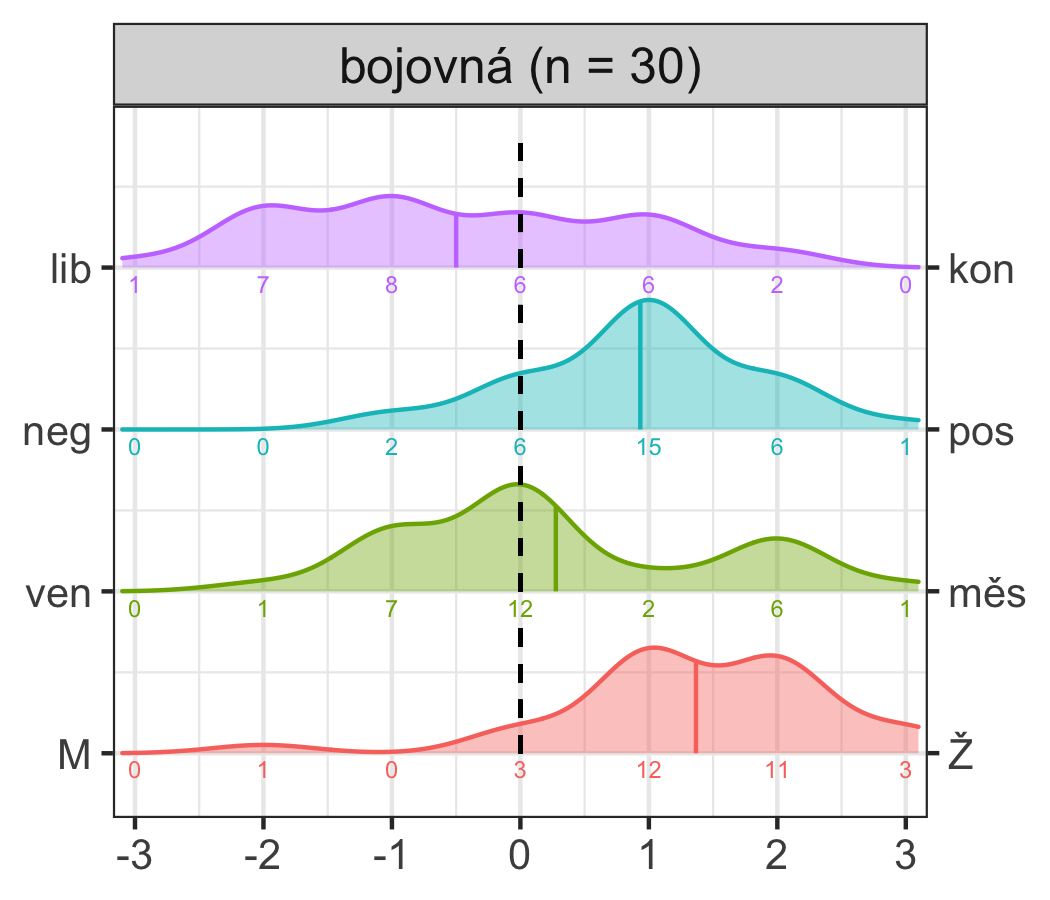 bojovná (n = 30)
lib kon
1 7 8 6 6 2 0
neg pos
0 0 2 6 15 6 1
ven měs
0 1 7 12 2 6 1
M Ž
0 1 0 3 12 11 3
-3 -2 -1 0 1 2 3